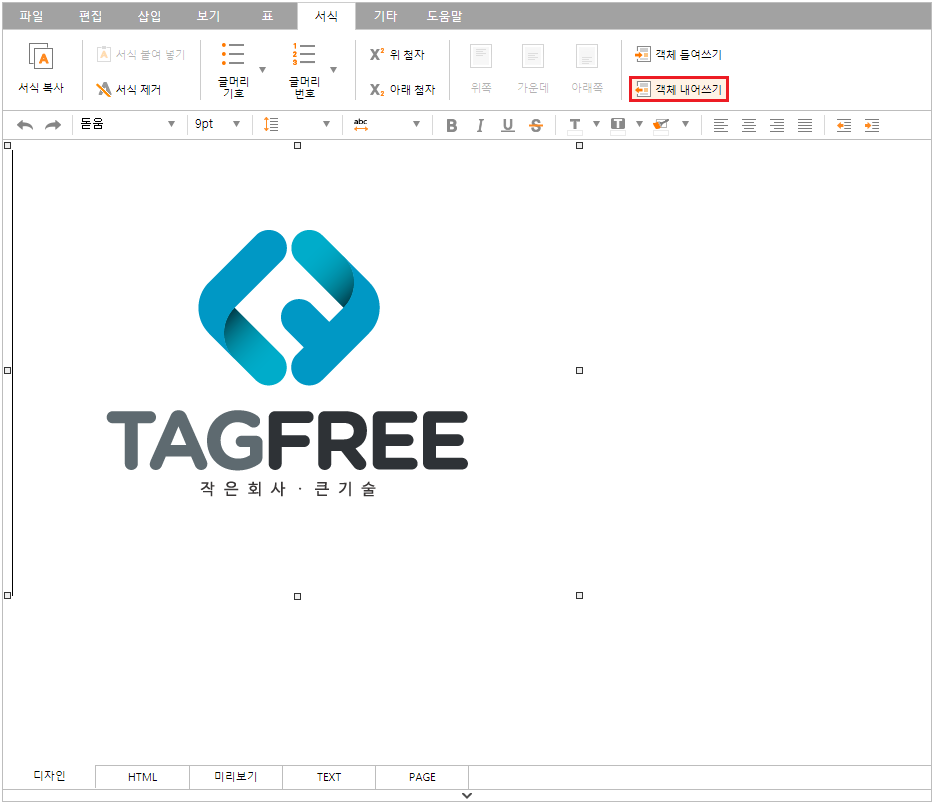 파일 편집 삽입 보기 표 서식 기타 도움말
서식 복사
서식 붙여 넣기
서식 제거
글머리
기호
글머리
번호
X² 위 첨자
X₂ 아래 첨자
위쪽 가운데 아래쪽
객체 들여쓰기
객체 내어쓰기
돋움 9pt abc B I U S T T
TAGFREE
작은회사·큰기술
디자인 HTML 미리보기 TEXT PAGE